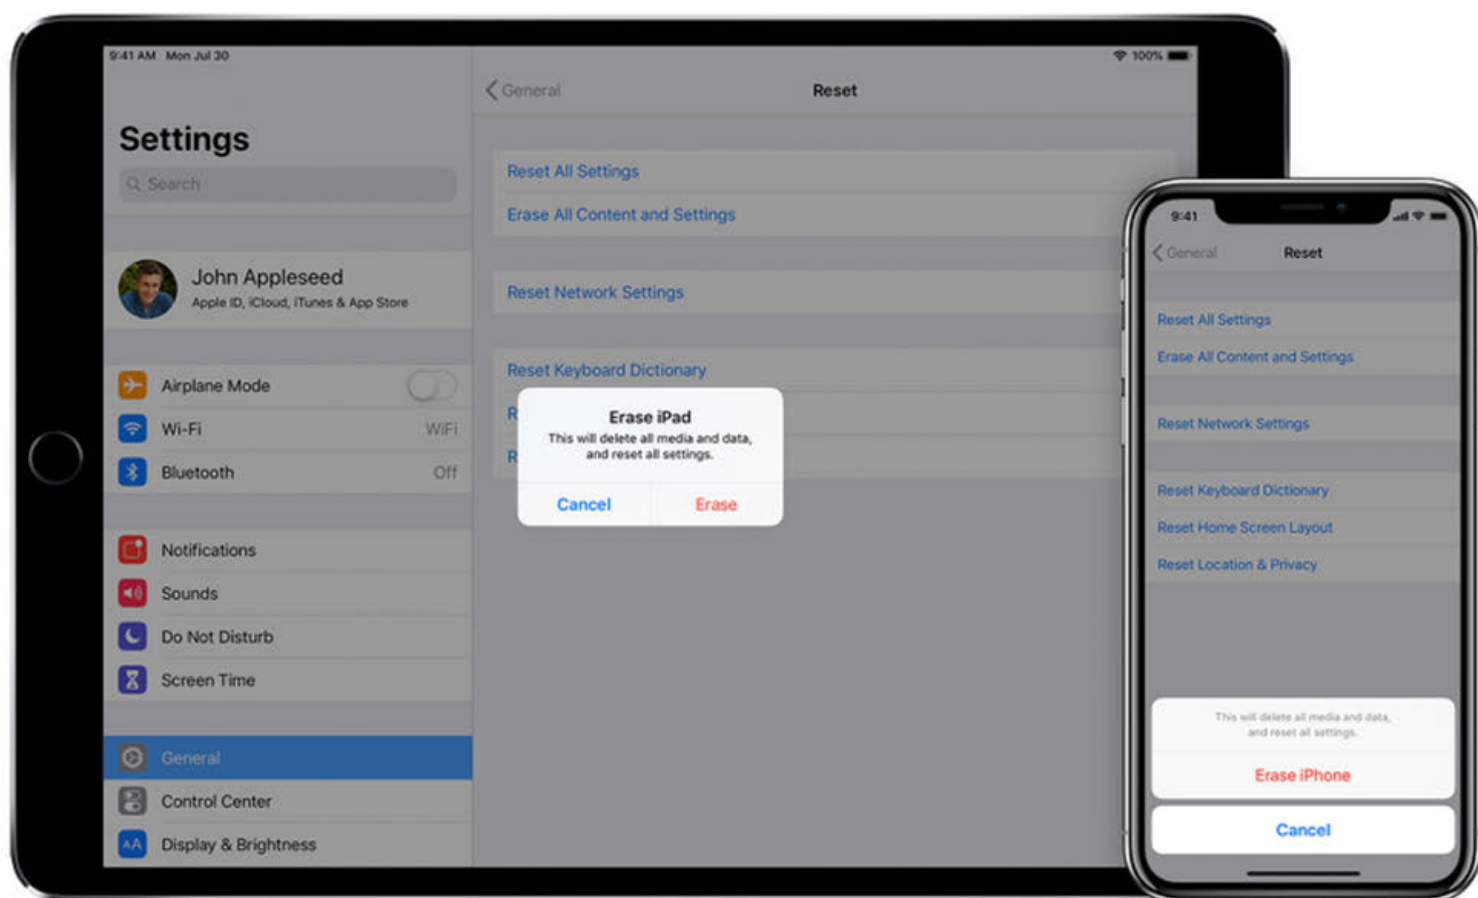 9:41 AM Mon Jul 30
100%
Settings
Search
John Appleseed
Apple ID, iCloud, iTunes & App Store
Airplane Mode
Wi-Fi WiFi
Bluetooth Off
Notifications
Sounds
Do Not Disturb
Screen Time
General
Control Center
AA Display & Brightness
General Reset
Reset All Settings
Erase All Content and Settings
Reset Network Settings
Reset Keyboard Dictionary
R
R
Erase iPad
This will delete all media and data,
and reset all settings.
Cancel Erase
9:41
General Reset
Reset All Settings
Erase All Content and Settings
Reset Network Settings
Reset Keyboard Dictionary
Reset Home Screen Layout
Reset Location & Privacy
This will delete all media and data,
and reset all settings.
Erase iPhone
Cancel